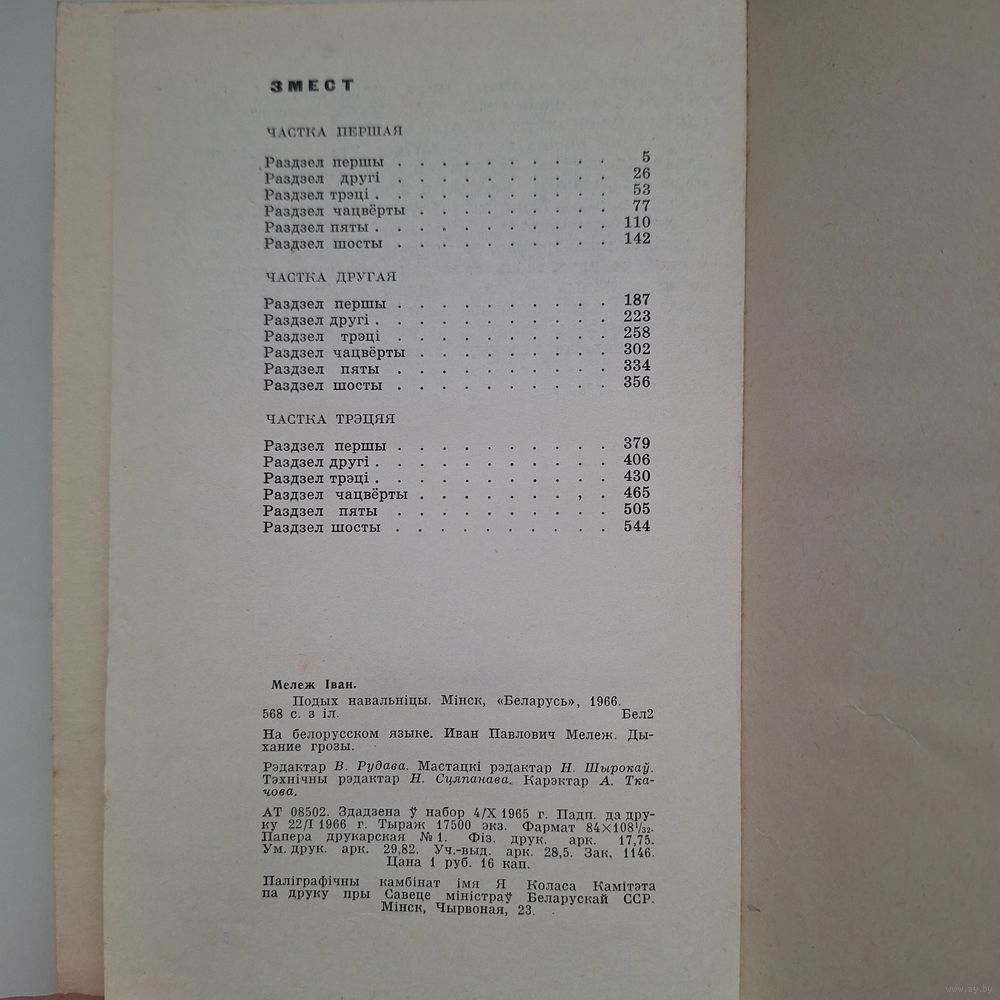 ЗМЕСТ
ЧАСТКА ПЕРШАЯ
Раздзел першы . . . . . . . . . . 5
Раздзел другі . . . . . . . . . . 26
Раздзел трэці . . . . . . . . . . . 53
Раздзел чацвёрты . . . . . . . . . 77
Раздзел пяты . . . . . . . . . . . 110
Раздзел шосты . . . . . . . . . . 142
ЧАСТКА ДРУГАЯ
Раздзел першы . . . . . . . . . . 187
Раздзел другі . . . . . . . . . . . 223
Раздзел трэці . . . . . . . . . . 258
Раздзел чацвёрты . . . . . . . . . 302
Раздзел пяты . . . . . . . . . . 334
Раздзел шосты . . . . . . . . . . 356
ЧАСТКА ТРЭЦЯЯ
Раздзел першы . . . . . . . . . . 379
Раздзел другі . . . . . . . . . . . 406
Раздзел трэці . . . . . . . . . . . 430
Раздзел чацвёрты . . . . . . . , . 465
Раздзел пяты . . . . . . . . . . 505
Раздзел шосты . . . . . . . . . . 544
Мележ Іван.
Подых навальніцы. Мінск, «Беларусь», 1966.
568 с. з іл. Бел2
На белорусском языке. Иван Павлович Мележ. Ды-
хание грозы.
Рэдактар В. Рудава. Мастацкі рэдактар Н. Шырокаў.
Тэхнічны рэдактар Н. Сцяпанава. Карэктар А. Тка-
чова.
АТ 08502. Здадзена ў набор 4/X 1965 г. Падп. да дру-
ку 22/I 1966 г. Тыраж 17500 экз. Фармат 84×108¹/₃₂.
Папера друкарская №1. Фіз. друк. арк. 17,75.
Ум. друк. арк. 29,82. Уч.-выд. арк. 28,5. Зак. 1146.
Цана 1 руб. 16 кап.
Паліграфічны камбінат імя Я Коласа Камітэта
па друку пры Савеце міністраў Беларускай ССР.
Мінск, Чырвоная, 23.
www.ay.by